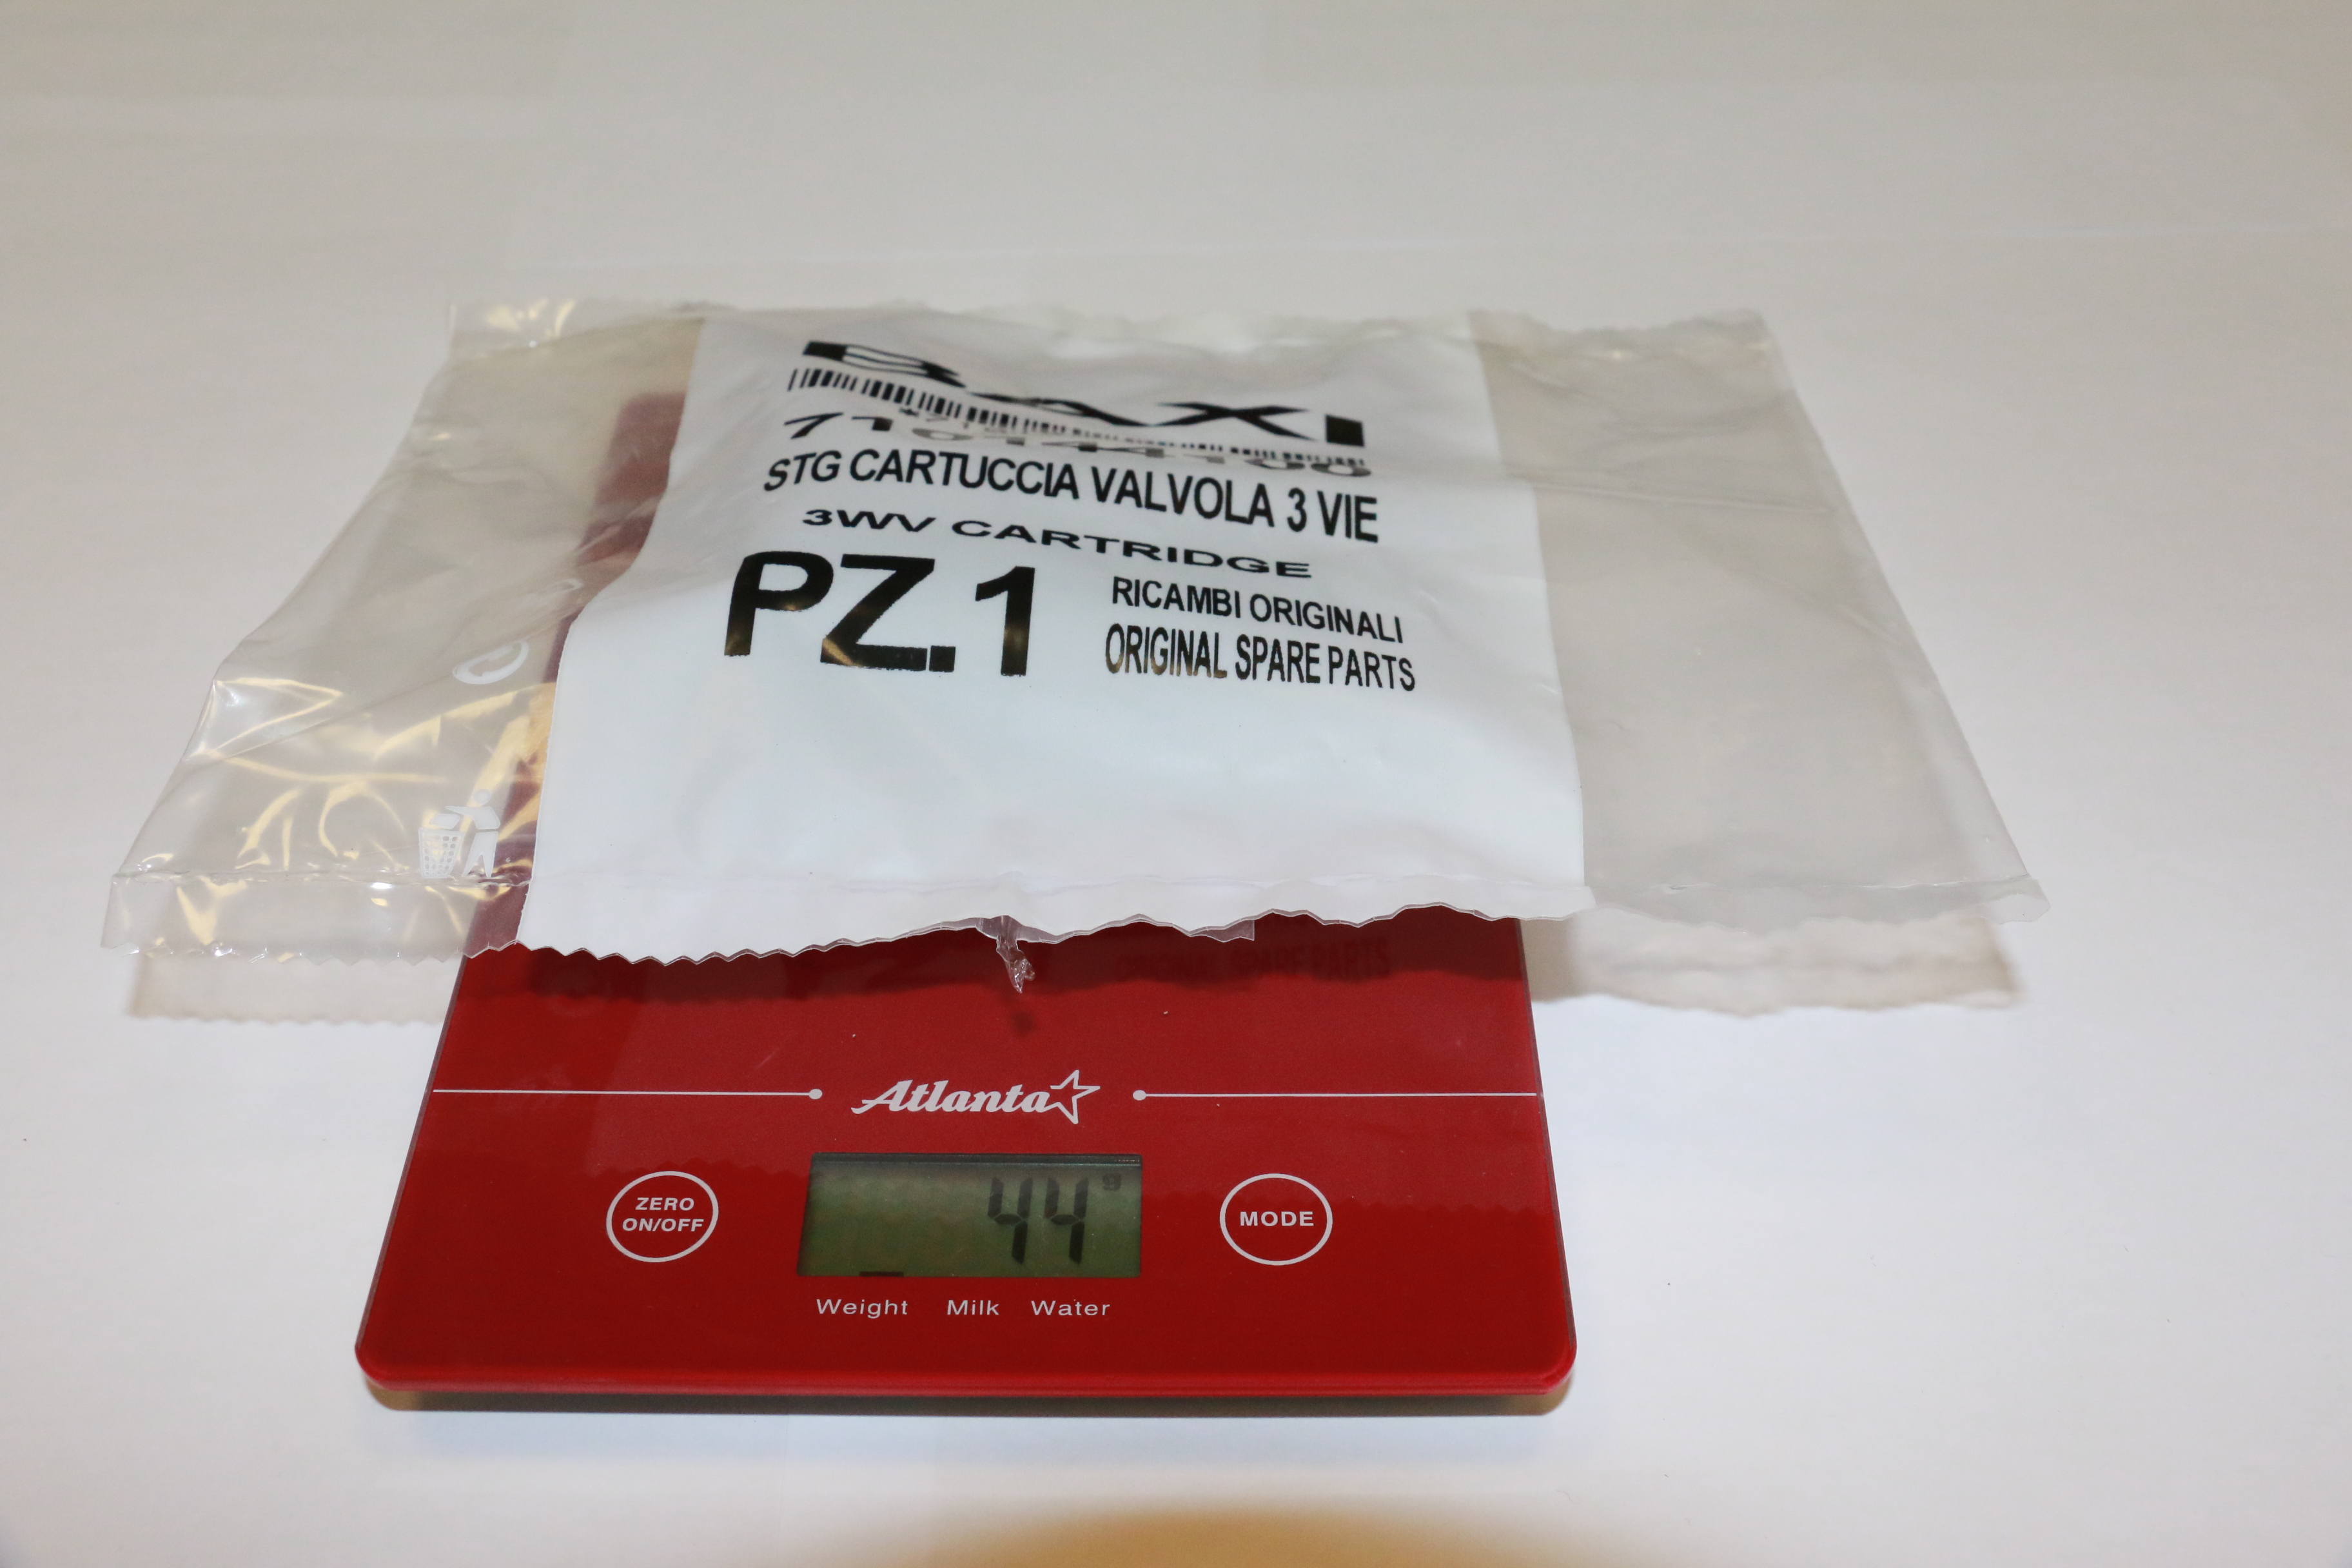 BAXI
STG CARTUCCIA VALVOLA 3 VIE
3WV CARTRIDGE
PZ.1
RICAMBI ORIGINALI
ORIGINAL SPARE PARTS
Atlanta
ZERO
ON/OFF
44 g
MODE
Weight Milk Water